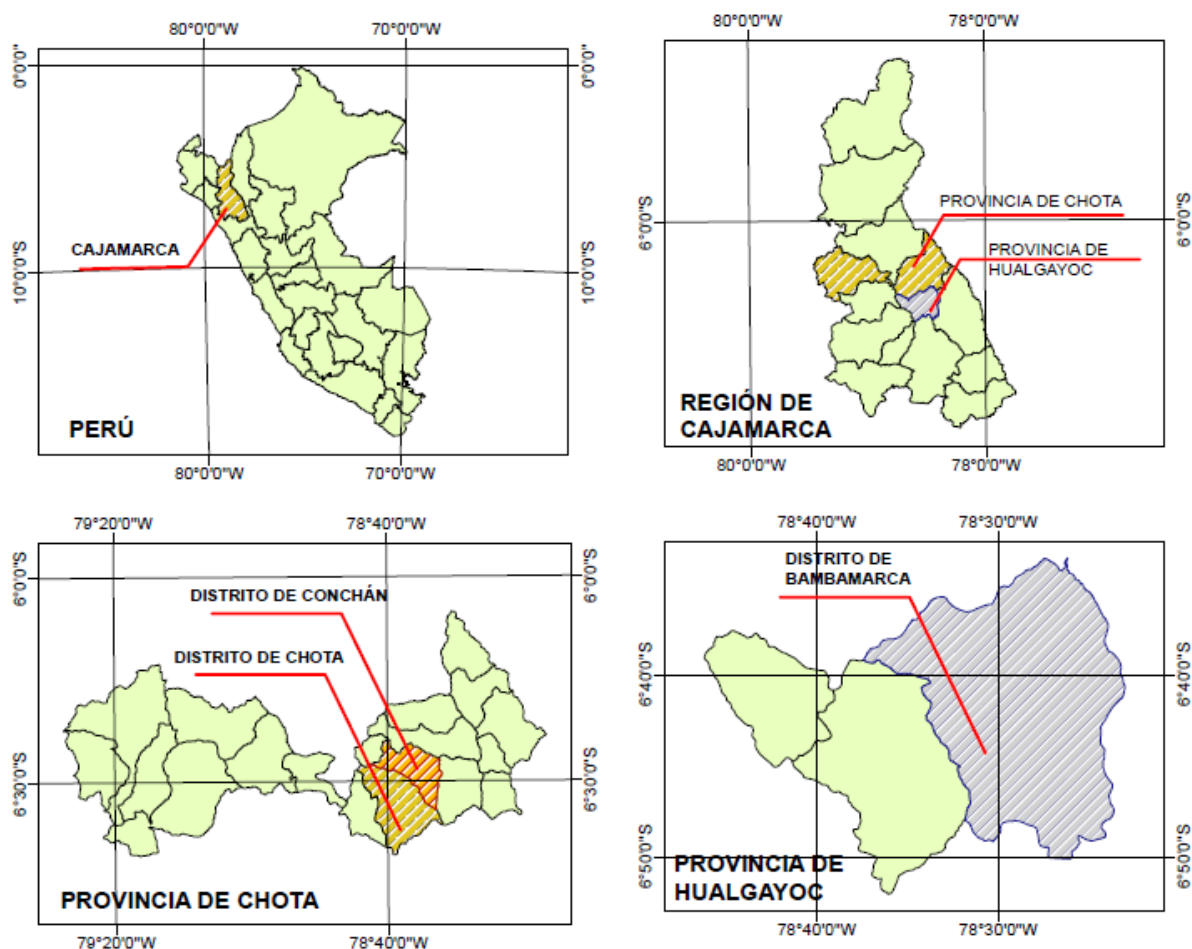 80°0'0"W
70°0'0"W
0°0'0"
0°0'0"
CAJAMARCA
10°0'0"S
10°0'0"S
PERÚ
80°0'0"W
70°0'0"W
80°0'0"W
78°0'0"W
PROVINCIA DE CHOTA
6°0'0"S
6°0'0"S
PROVINCIA DE
HUALGAYOC
REGIÓN DE
CAJAMARCA
80°0'0"W
78°0'0"W
79°20'0"W
78°40'0"W
6°0'0"S
6°0'0"S
DISTRITO DE CONCHÁN
DISTRITO DE CHOTA
6°30'0"S
6°30'0"S
PROVINCIA DE CHOTA
79°20'0"W
78°40'0"W
78°40'0"W
78°30'0"W
DISTRITO DE
BAMBAMARCA
6°40'0"S
6°40'0"S
6°50'0"S
6°50'0"S
PROVINCIA DE
HUALGAYOC
78°40'0"W
78°30'0"W